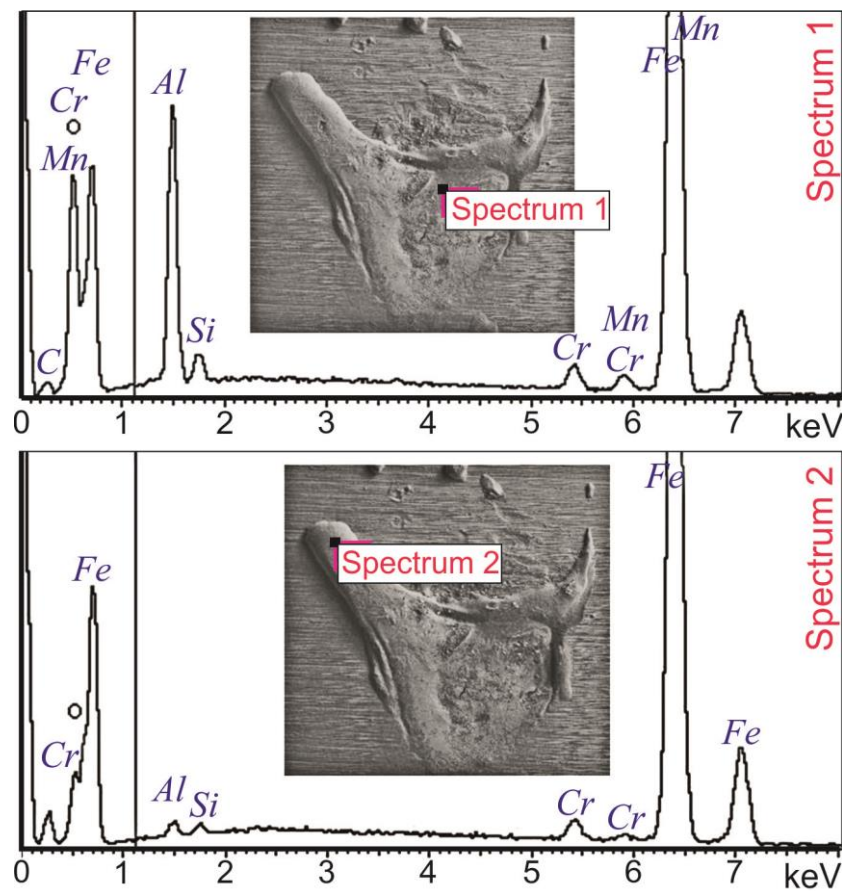 Fe
Cr
O
Mn
C
Al
Si
Spectrum 1
Cr
Mn
Cr
Mn
Fe
Spectrum 1
0 1 2 3 4 5 6 7 keV
Fe
O
Cr
Al
Si
Spectrum 2
Cr
Cr
Fe
Fe
Spectrum 2
0 1 2 3 4 5 6 7 keV